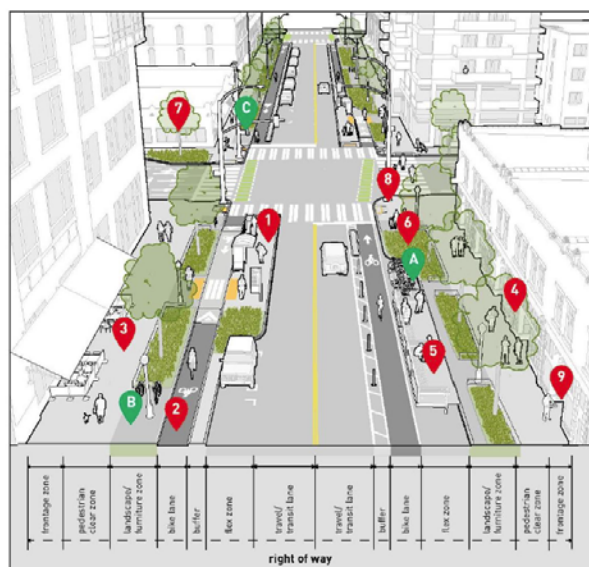 C
7
8
1
6
A
4
3
5
9
B
2
frontage zone
pedestrian
clear zone
landscape/
furniture zone
bike lane
buffer
flex zone
travel/
transit lane
travel/
transit lane
buffer
bike lane
flex zone
landscape/
furniture zone
pedestrian
clear zone
frontage zone
right of way